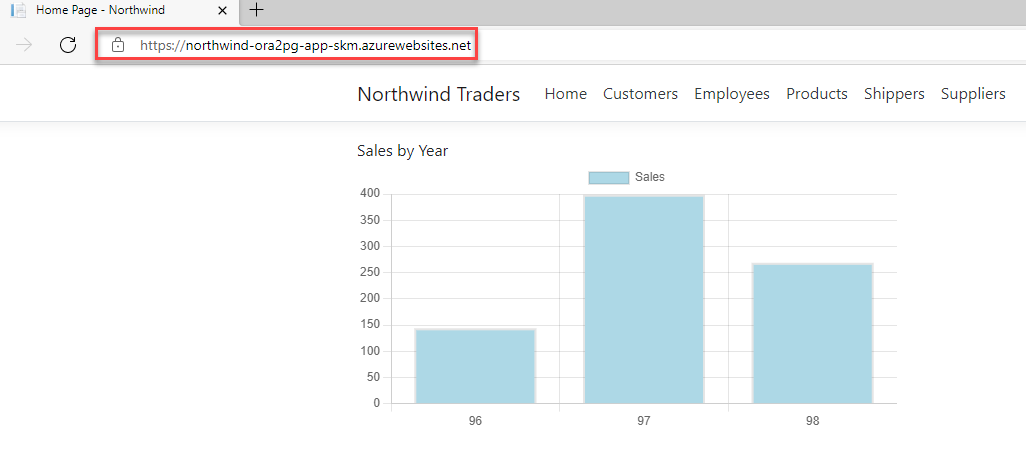 Home Page - Northwind
https://northwind-ora2pg-app-skm.azurewebsites.net
Northwind Traders Home Customers Employees Products Shippers Suppliers
Sales by Year
Sales
400
350
300
250
200
150
100
50
0
96 97 98